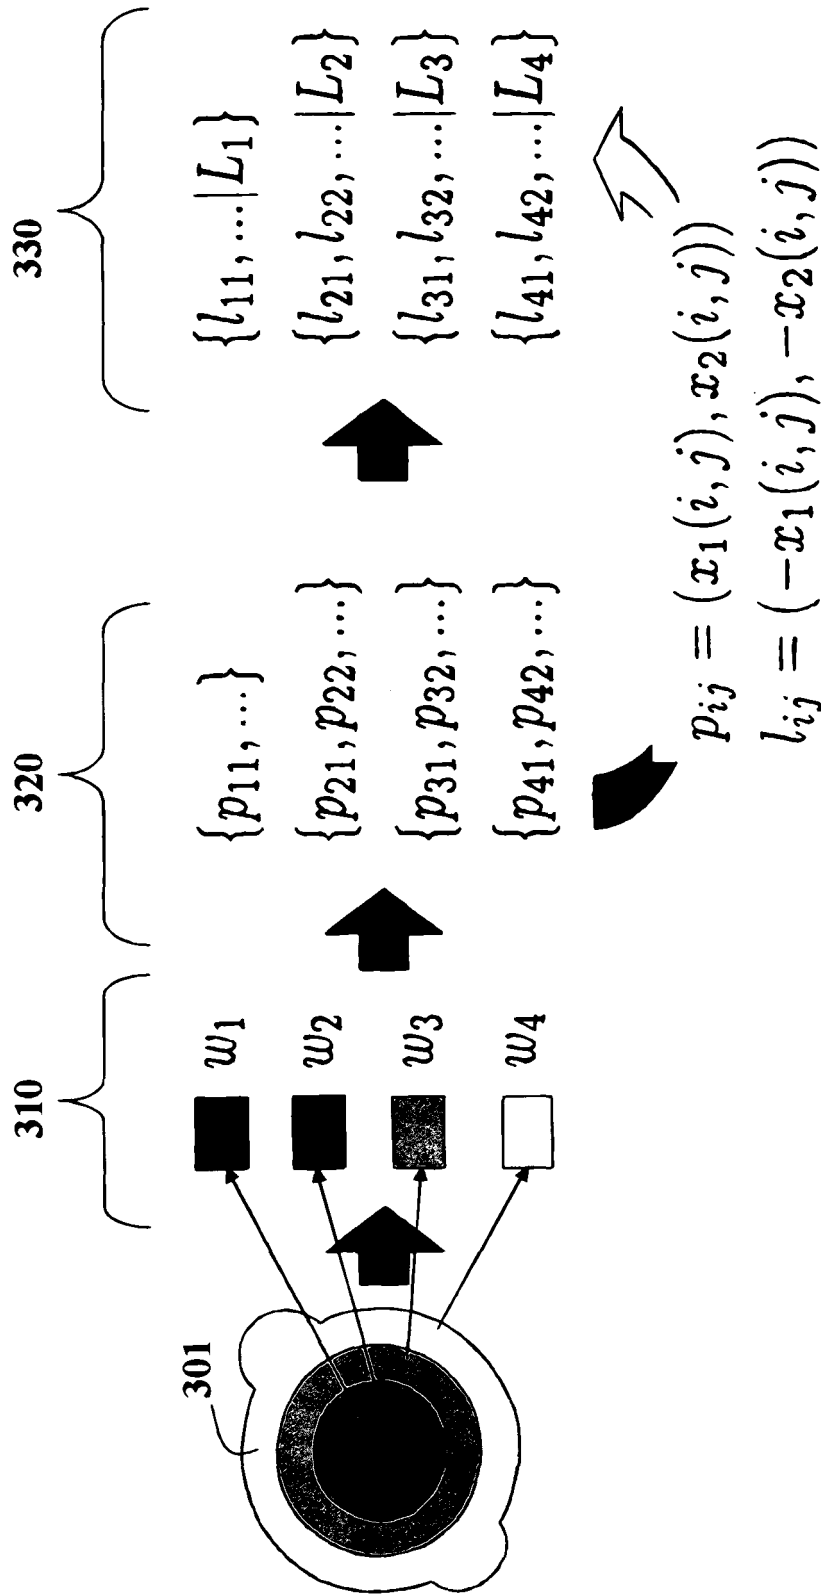 310
320
330
301
w₁
{p₁₁, ...}
{l₁₁, ...|L₁}
w₂
{p₂₁, p₂₂, ...}
{l₂₁, l₂₂, ...|L₂}
w₃
{p₃₁, p₃₂, ...}
{l₃₁, l₃₂, ...|L₃}
w₄
{p₄₁, p₄₂, ...}
{l₄₁, l₄₂, ...|L₄}
pᵢⱼ = (x₁(i, j), x₂(i, j))
lᵢⱼ = (−x₁(i, j), −x₂(i, j))